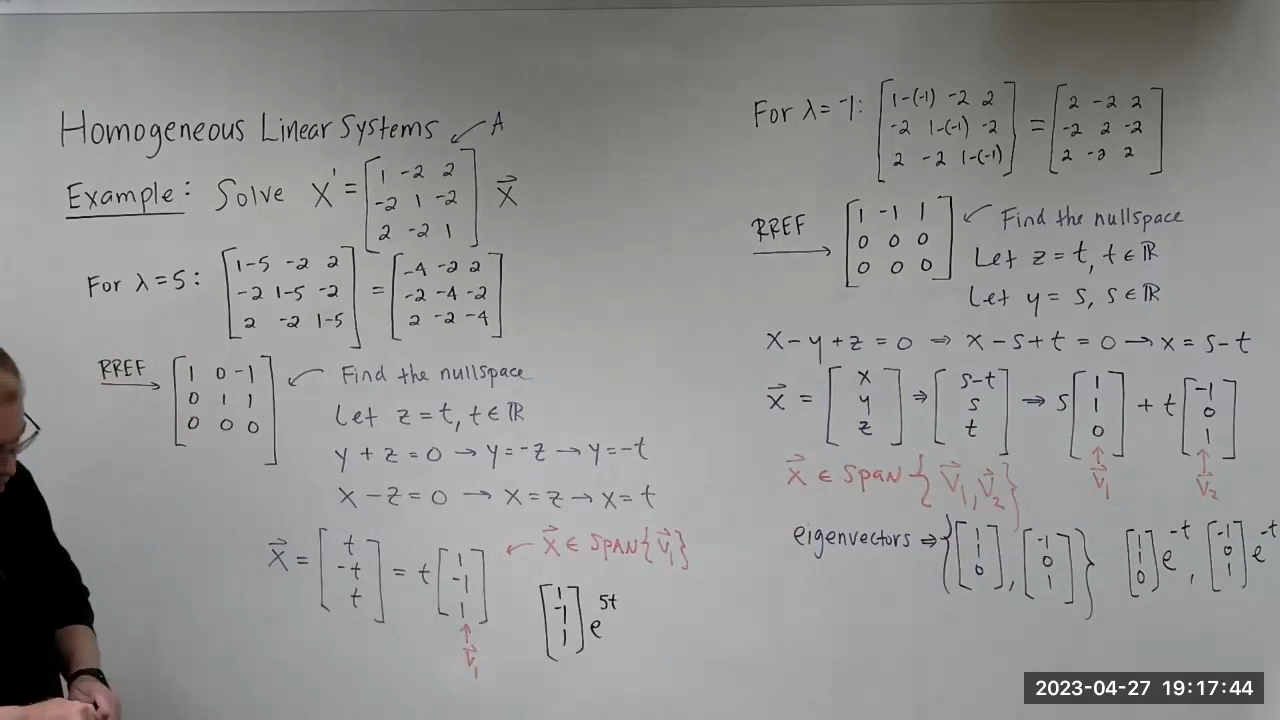 Homogeneous Linear Systems ↙ A
Example: Solve X' = [1 -2 2; -2 1 -2; 2 -2 1] X⃗
For λ = 5: [1-5 -2 2; -2 1-5 -2; 2 -2 1-5] = [-4 -2 2; -2 -4 -2; 2 -2 -4]
RREF → [1 0 -1; 0 1 1; 0 0 0] ↙ Find the nullspace
Let z = t, t ∈ ℝ
y + z = 0 → y = -z → y = -t
x - z = 0 → x = z → x = t
X⃗ = [t; -t; t] = t [1; -1; 1] ← X⃗ ∈ SPAN{V⃗₁}
↑ V⃗₁
[1; -1; 1] e^5t
For λ = -1: [1-(-1) -2 2; -2 1-(-1) -2; 2 -2 1-(-1)] = [2 -2 2; -2 2 -2; 2 -2 2]
RREF → [1 -1 1; 0 0 0; 0 0 0] ↙ Find the nullspace
Let z = t, t ∈ ℝ
Let y = s, s ∈ ℝ
x - y + z = 0 ⇒ x - s + t = 0 → x = s - t
X⃗ = [x; y; z] ⇒ [s-t; s; t] ⇒ s [1; 1; 0] + t [-1; 0; 1]
↑ V⃗₁ ↑ V⃗₂
X⃗ ∈ SPAN {V⃗₁, V⃗₂}
eigenvectors ⇒ {[1; 1; 0], [-1; 0; 1]} [1; 1; 0] e^-t, [-1; 0; 1] e^-t
2023-04-27 19:17:44